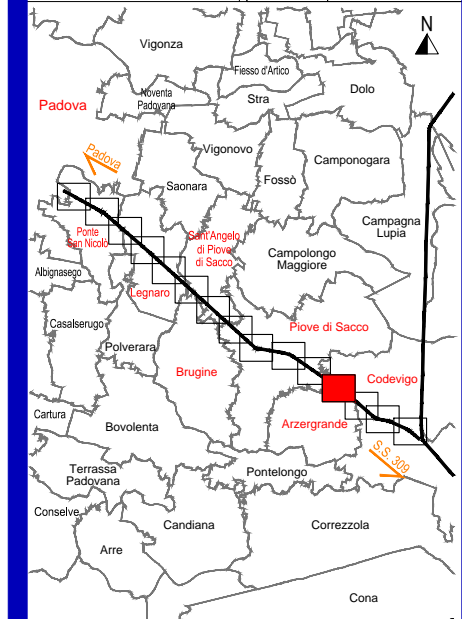 N
Vigonza
Fiesso d'Artico
Dolo
Noventa
Padovana
Stra
Padova
Padova
Vigonovo
Camponogara
Saonara
Fossò
Campagna
Lupia
Ponte
San Nicolò
Sant'Angelo
di Piove
di Sacco
Campolongo
Maggiore
Albignasego
Legnaro
Casalserugo
Piove di Sacco
Polverara
Brugine
Codevigo
Cartura
Bovolenta
Arzergrande
S.S. 309
Terrassa
Padovana
Pontelongo
Conselve
Candiana
Correzzola
Arre
Cona